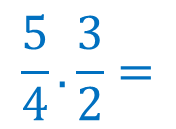 5/4 . 3/2 =